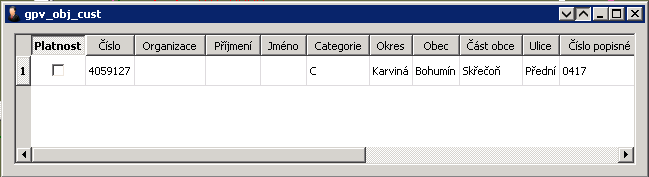 gpv_obj_cust
Platnost Číslo Organizace Příjmení Jméno Categorie Okres Obec Část obce Ulice Číslo popisné
1 4059127 C Karviná Bohumín Skřečoň Přední 0417